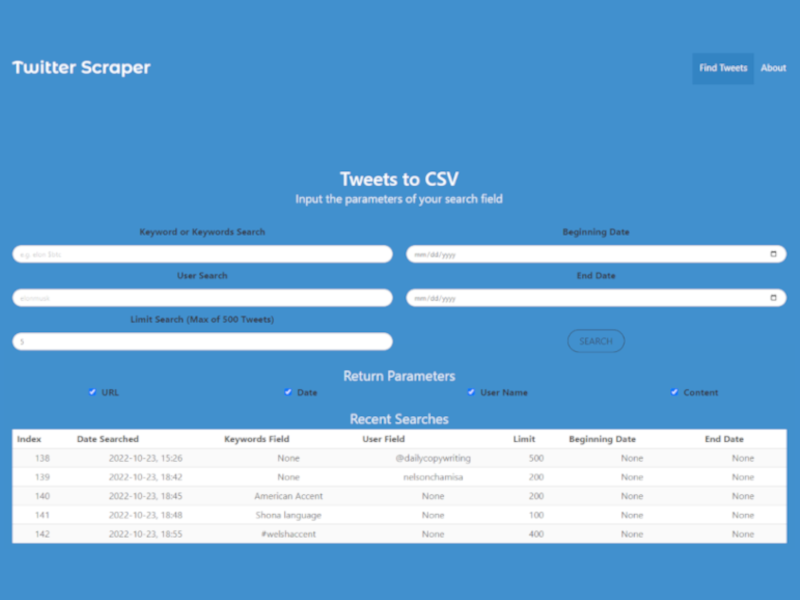 Twitter Scraper
Find Tweets About
Tweets to CSV
Input the parameters of your search field
Keyword or Keywords Search Beginning Date
mm/dd/yyyy
User Search End Date
elonmusk mm/dd/yyyy
Limit Search (Max of 500 Tweets)
5 SEARCH
Return Parameters
URL Date User Name Content
Recent Searches
Index Date Searched Keywords Field User Field Limit Beginning Date End Date
138 2022-10-23, 15:26 None @dailycopywriting 500 None None
139 2022-10-23, 18:42 None nelsonchamisa 200 None None
140 2022-10-23, 18:45 American Accent None 200 None None
141 2022-10-23, 18:48 Shona language None 100 None None
142 2022-10-23, 18:55 #welshaccent None 400 None None